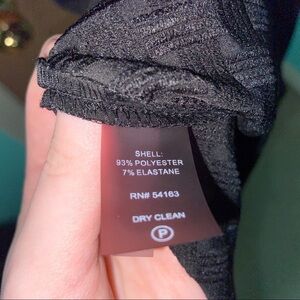 SHELL:
93% POLYESTER
7% ELASTANE
RN# 54163
DRY CLEAN
P